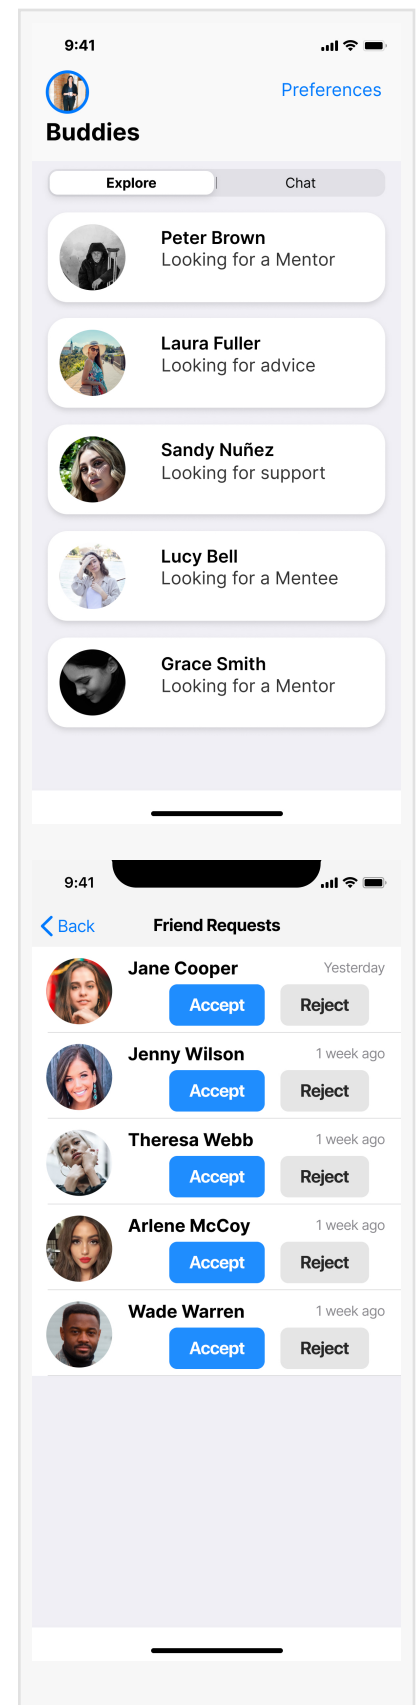 9:41
Preferences
Buddies
Explore
Chat
Peter Brown
Looking for a Mentor
Laura Fuller
Looking for advice
Sandy Nuñez
Looking for support
Lucy Bell
Looking for a Mentee
Grace Smith
Looking for a Mentor
9:41
Back
Friend Requests
Jane Cooper
Yesterday
Accept
Reject
Jenny Wilson
1 week ago
Accept
Reject
Theresa Webb
1 week ago
Accept
Reject
Arlene McCoy
1 week ago
Accept
Reject
Wade Warren
1 week ago
Accept
Reject